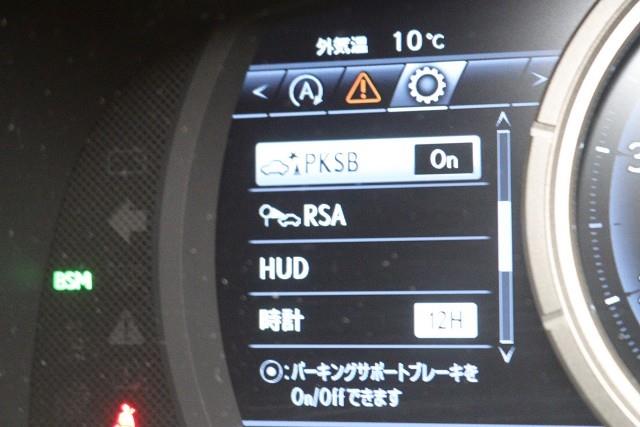 外気温 10℃
< A ! >
PKSB On
RSA
BSM
HUD
時計 12H
◉:パーキングサポートブレーキを
On/Offできます